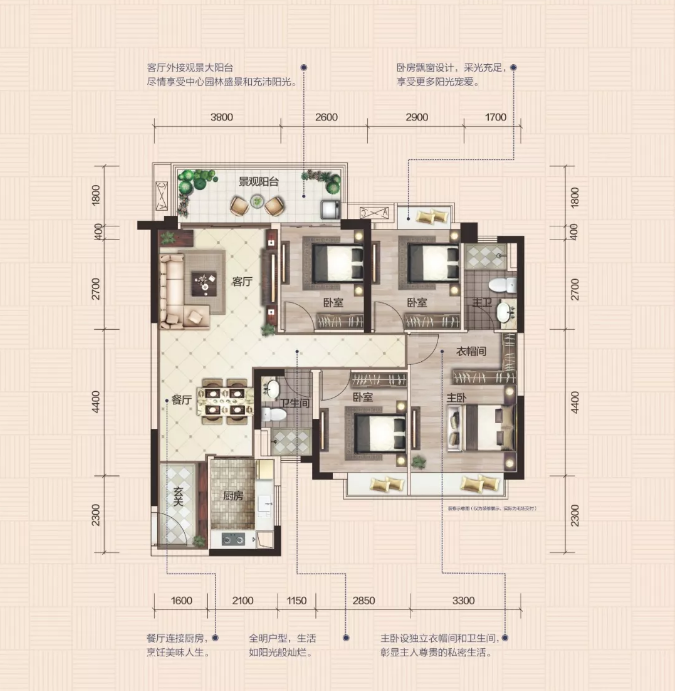 客厅外接观景大阳台
尽情享受中心园林盛景和充沛阳光。
卧房飘窗设计，采光充足，
享受更多阳光宠爱。
3800
2600
2900
1700
1800
400
2700
4400
2300
1800
400
2700
4400
2300
景观阳台
客厅
卧室
卧室
主卫
衣帽间
餐厅
卫生间
卧室
主卧
玄关
厨房
1600
2100
1150
2850
3300
餐厅连接厨房，
烹饪美味人生。
全明户型，生活
如阳光般灿烂。
主卧设独立衣帽间和卫生间，
彰显主人尊贵的私密生活。